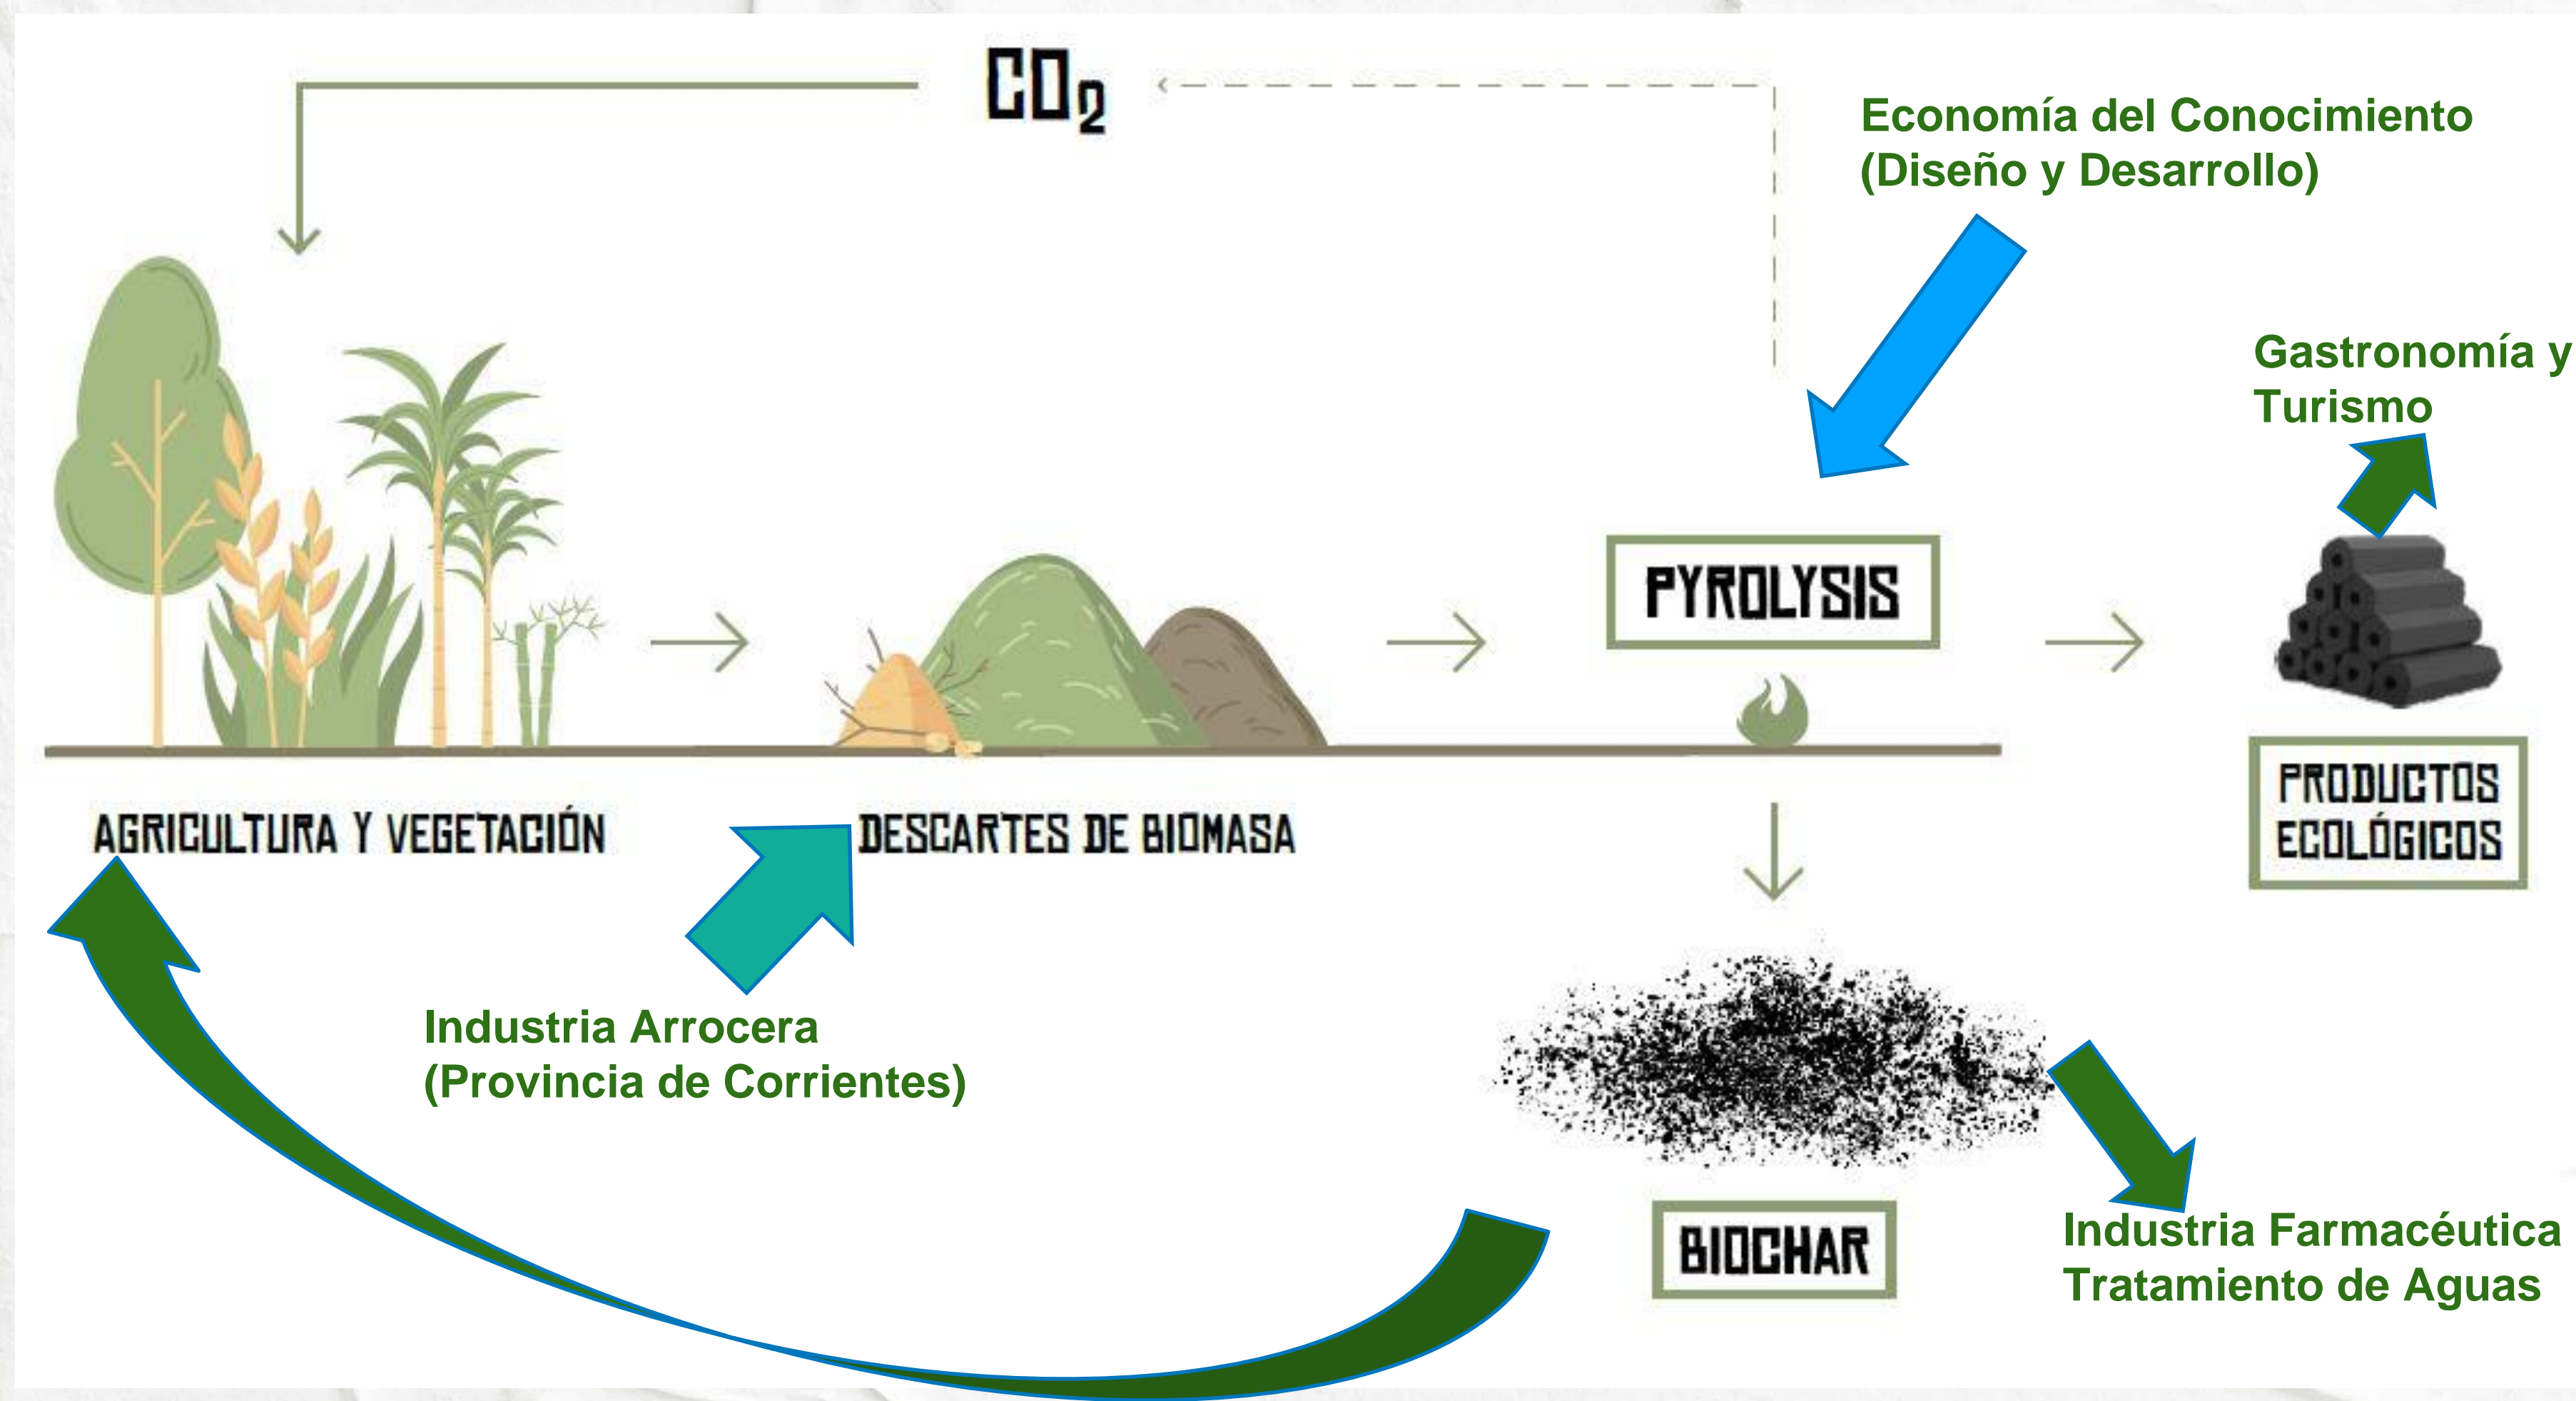 CO₂
Economía del Conocimiento
(Diseño y Desarrollo)
Gastronomía y
Turismo
PYROLYSIS
PRODUCTOS
ECOLÓGICOS
AGRICULTURA Y VEGETACIÓN
DESCARTES DE BIOMASA
Industria Arrocera
(Provincia de Corrientes)
BIOCHAR
Industria Farmacéutica
Tratamiento de Aguas